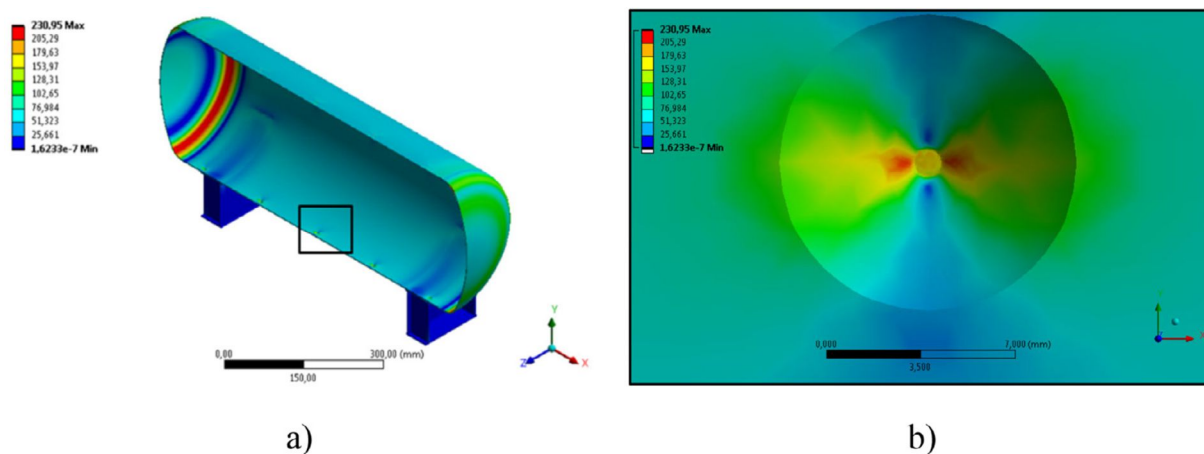 230,95 Max
205,29
179,63
153,97
128,31
102,65
76,984
51,323
25,661
1,6233e-7 Min
0,00
300,00 (mm)
150,00
Y
Z
X
a)
230,95 Max
205,29
179,63
153,97
128,31
102,65
76,984
51,323
25,661
1,6233e-7 Min
0,000
7,000 (mm)
3,500
X
b)